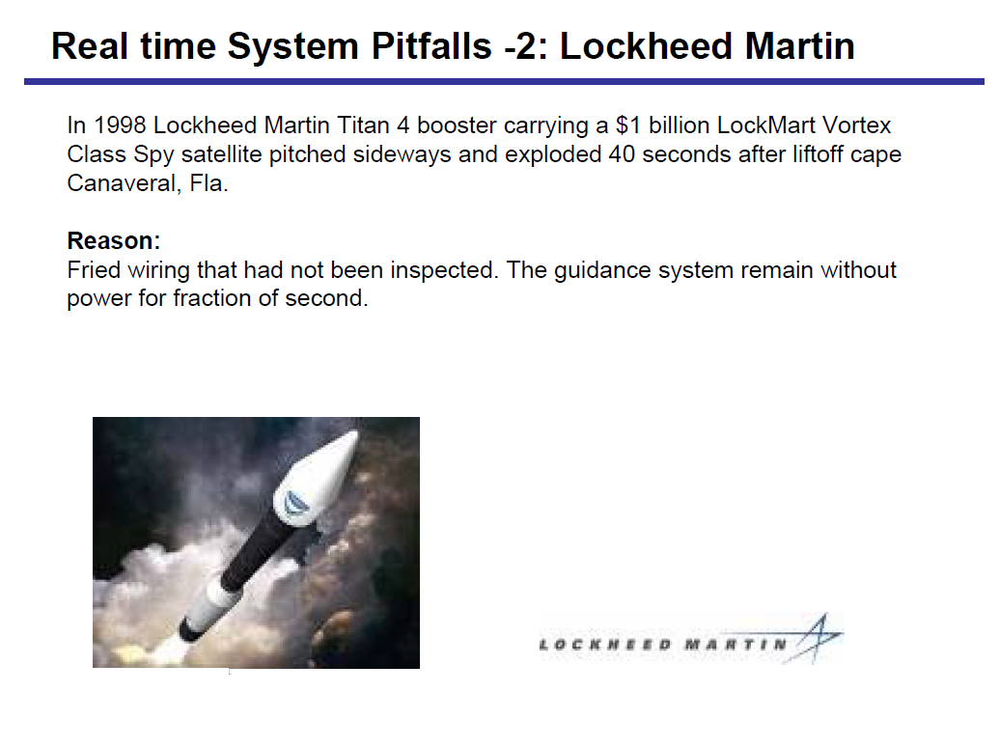 Real time System Pitfalls -2: Lockheed Martin
In 1998 Lockheed Martin Titan 4 booster carrying a $1 billion LockMart Vortex
Class Spy satellite pitched sideways and exploded 40 seconds after liftoff cape
Canaveral, Fla.
Reason:
Fried wiring that had not been inspected. The guidance system remain without
power for fraction of second.
LOCKHEED MARTIN